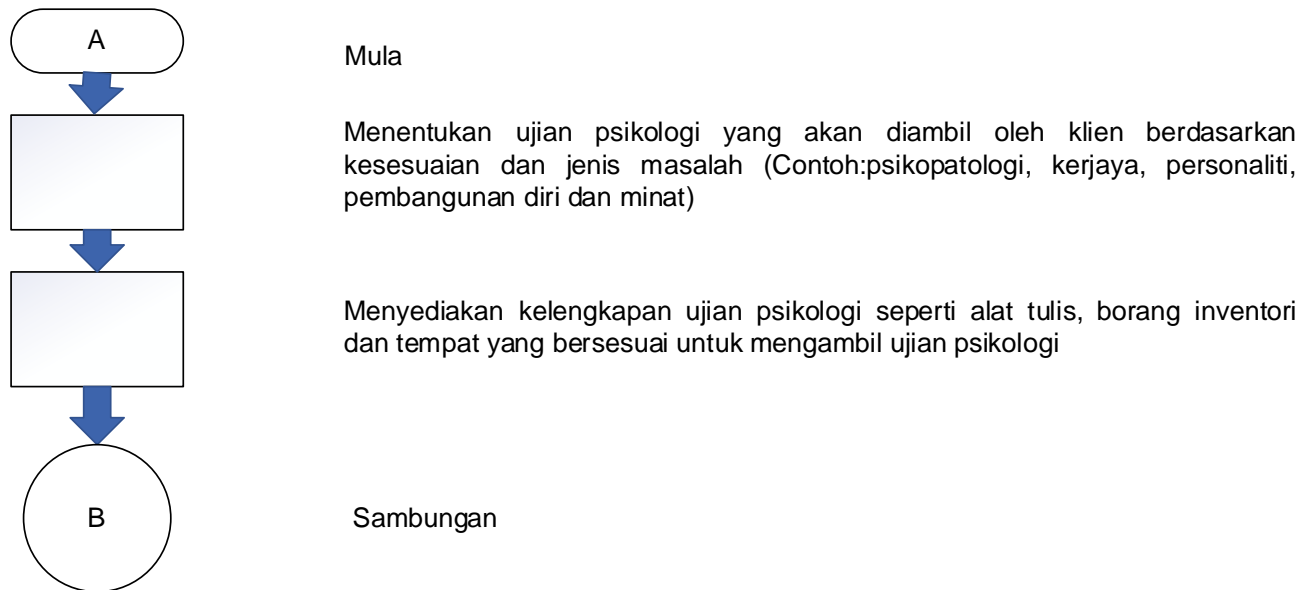 A
Mula
Menentukan ujian psikologi yang akan diambil oleh klien berdasarkan
kesesuaian dan jenis masalah (Contoh:psikopatologi, kerjaya, personaliti,
pembangunan diri dan minat)
Menyediakan kelengkapan ujian psikologi seperti alat tulis, borang inventori
dan tempat yang bersesuai untuk mengambil ujian psikologi
B
Sambungan